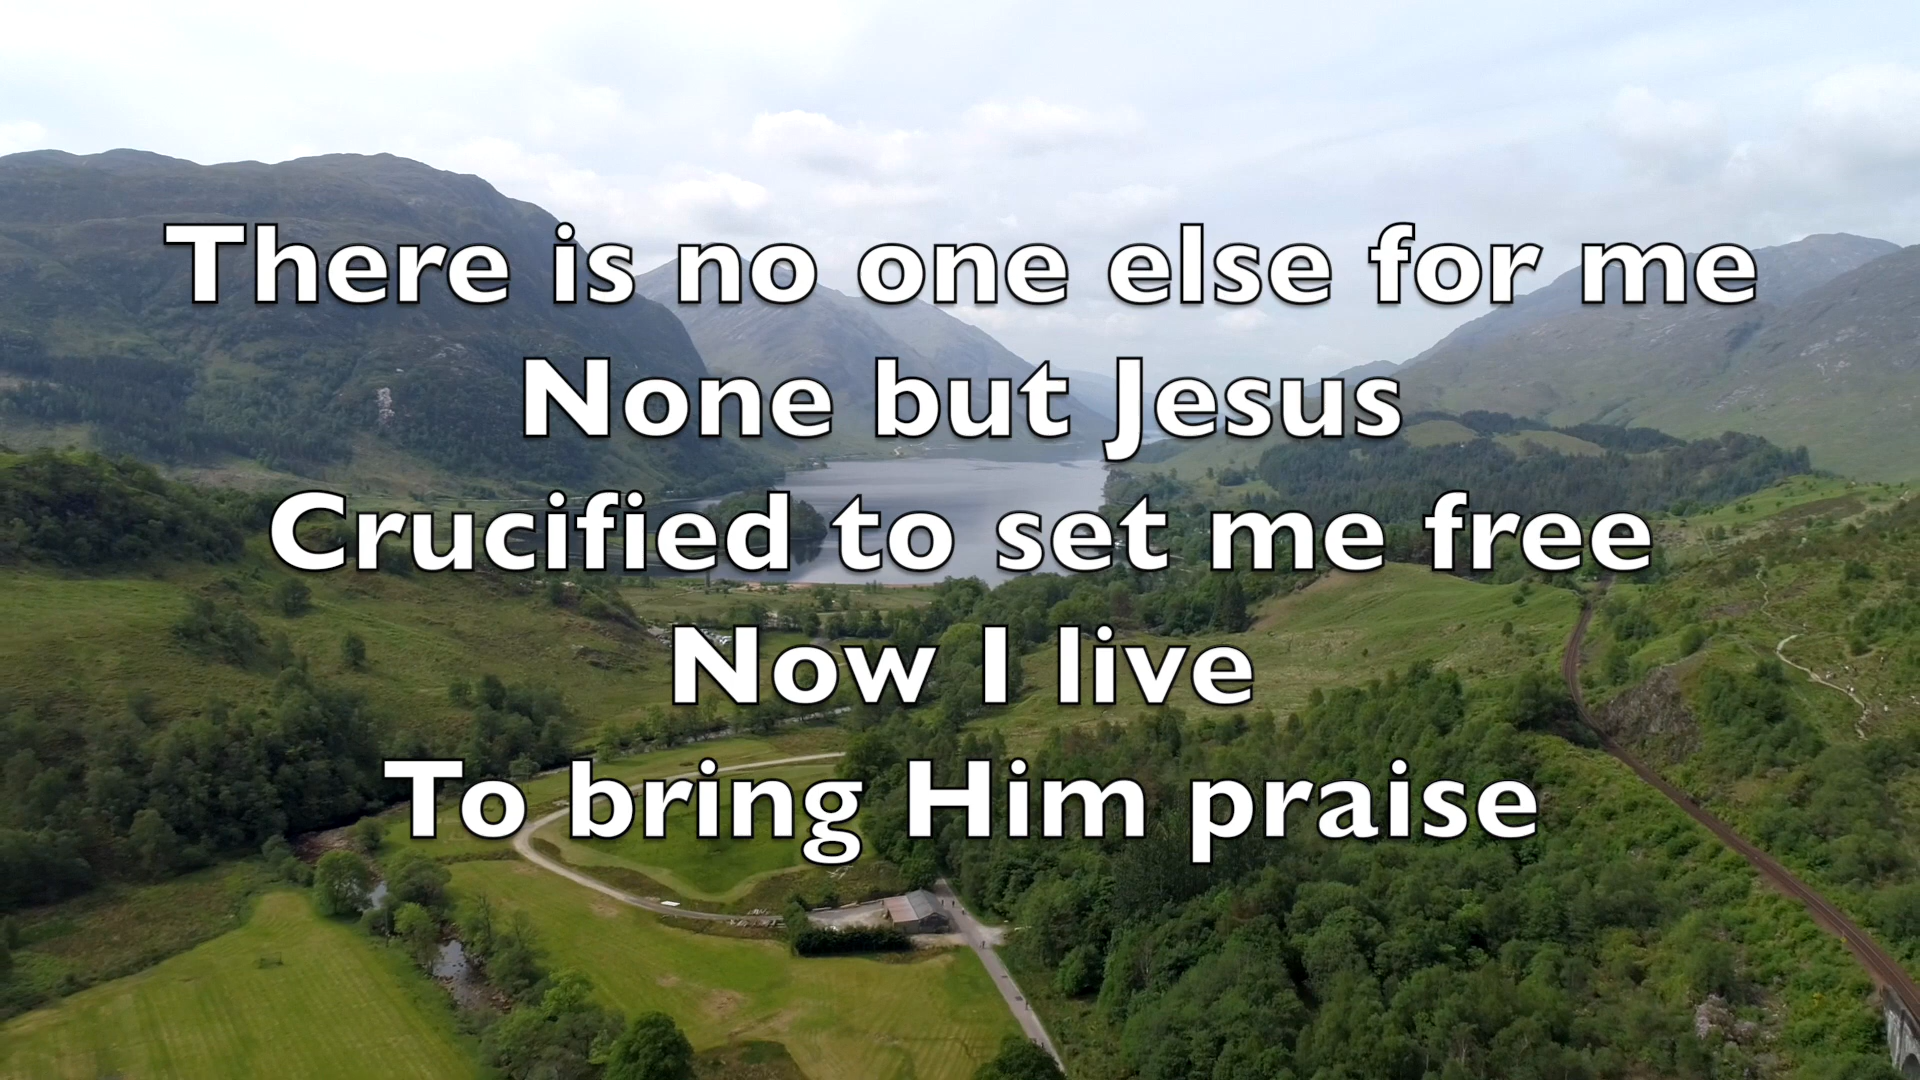 There is no one else for me
None but Jesus
Crucified to set me free
Now I live
To bring Him praise